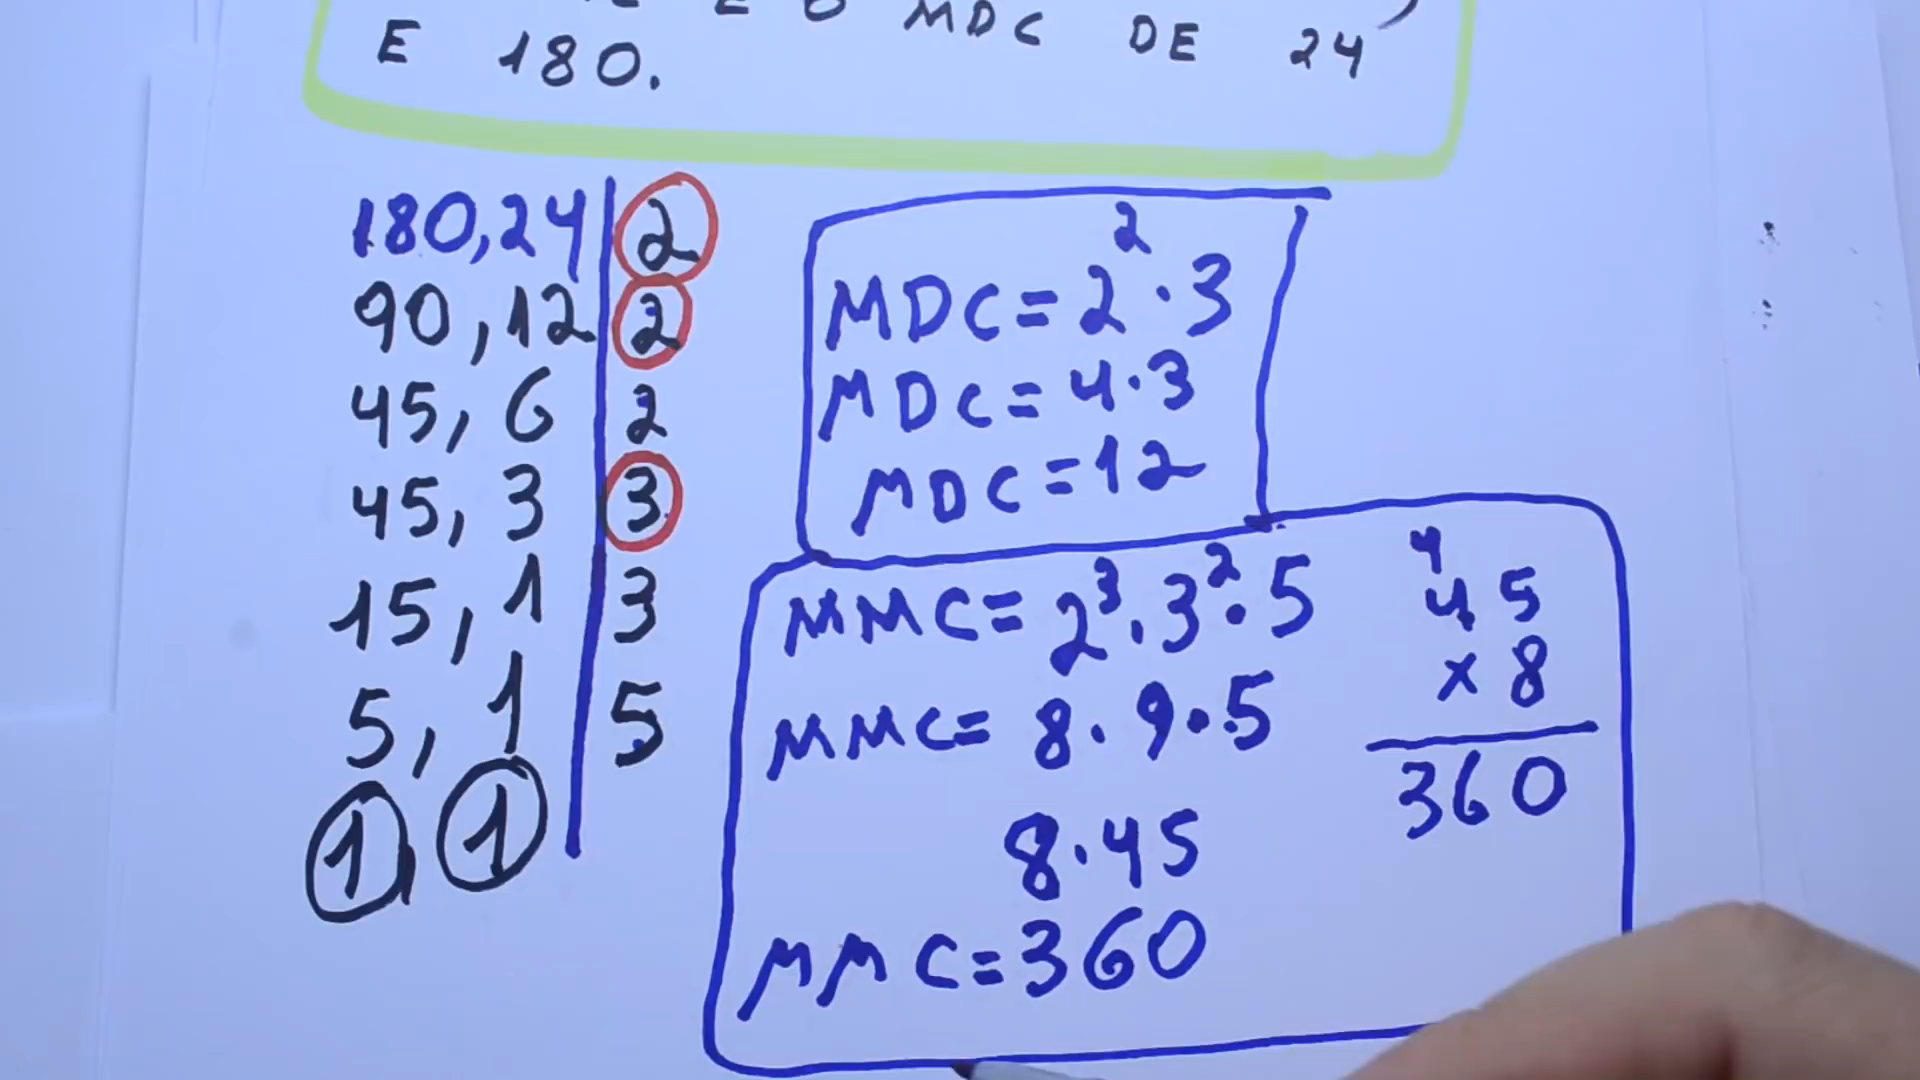 E O MDC DE 24
E 180.
180,24 | 2
90,12 | 2
45,6 | 2
45,3 | 3
15,1 | 3
5,1 | 5
1,1
MDC=2²·3
MDC=4·3
MDC=12
MMC=2³·3²·5
MMC=8·9·5
8·45
MMC=360
4
45
x 8
360